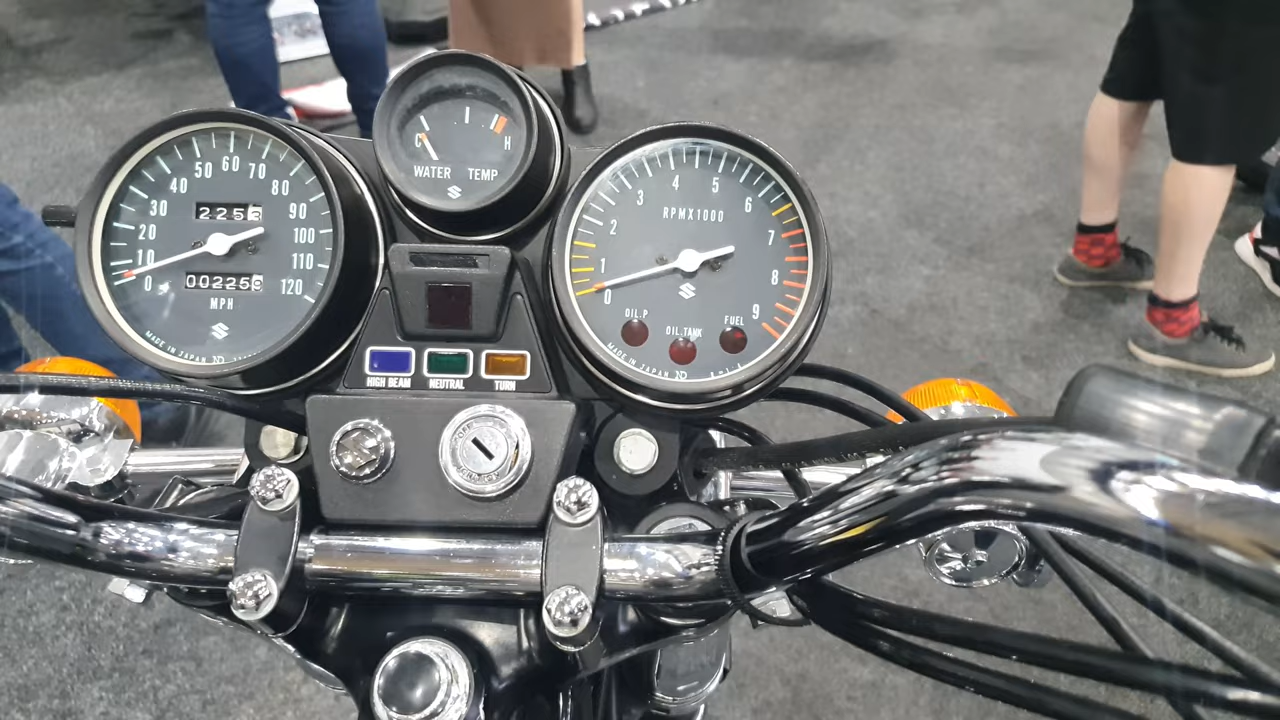 C H
WATER TEMP
0 10 20 30 40 50 60 70 80 90 100 110 120
2253
002259
MPH
MADE IN JAPAN ND
0 1 2 3 4 5 6 7 8 9
RPMX1000
OIL.P OIL.TANK FUEL
MADE IN JAPAN ND
HIGH BEAM NEUTRAL TURN
OFF